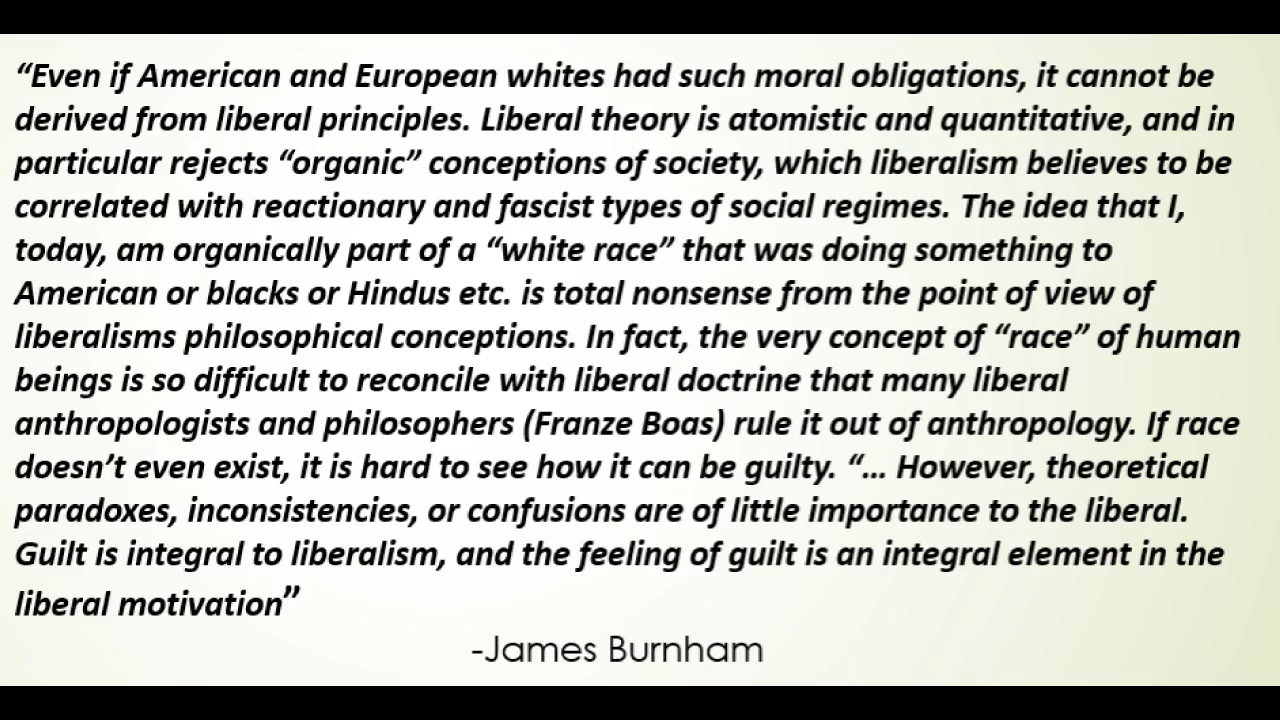 “Even if American and European whites had such moral obligations, it cannot be
derived from liberal principles. Liberal theory is atomistic and quantitative, and in
particular rejects “organic” conceptions of society, which liberalism believes to be
correlated with reactionary and fascist types of social regimes. The idea that I,
today, am organically part of a “white race” that was doing something to
American or blacks or Hindus etc. is total nonsense from the point of view of
liberalisms philosophical conceptions. In fact, the very concept of “race” of human
beings is so difficult to reconcile with liberal doctrine that many liberal
anthropologists and philosophers (Franze Boas) rule it out of anthropology. If race
doesn’t even exist, it is hard to see how it can be guilty. “… However, theoretical
paradoxes, inconsistencies, or confusions are of little importance to the liberal.
Guilt is integral to liberalism, and the feeling of guilt is an integral element in the
liberal motivation”
-James Burnham